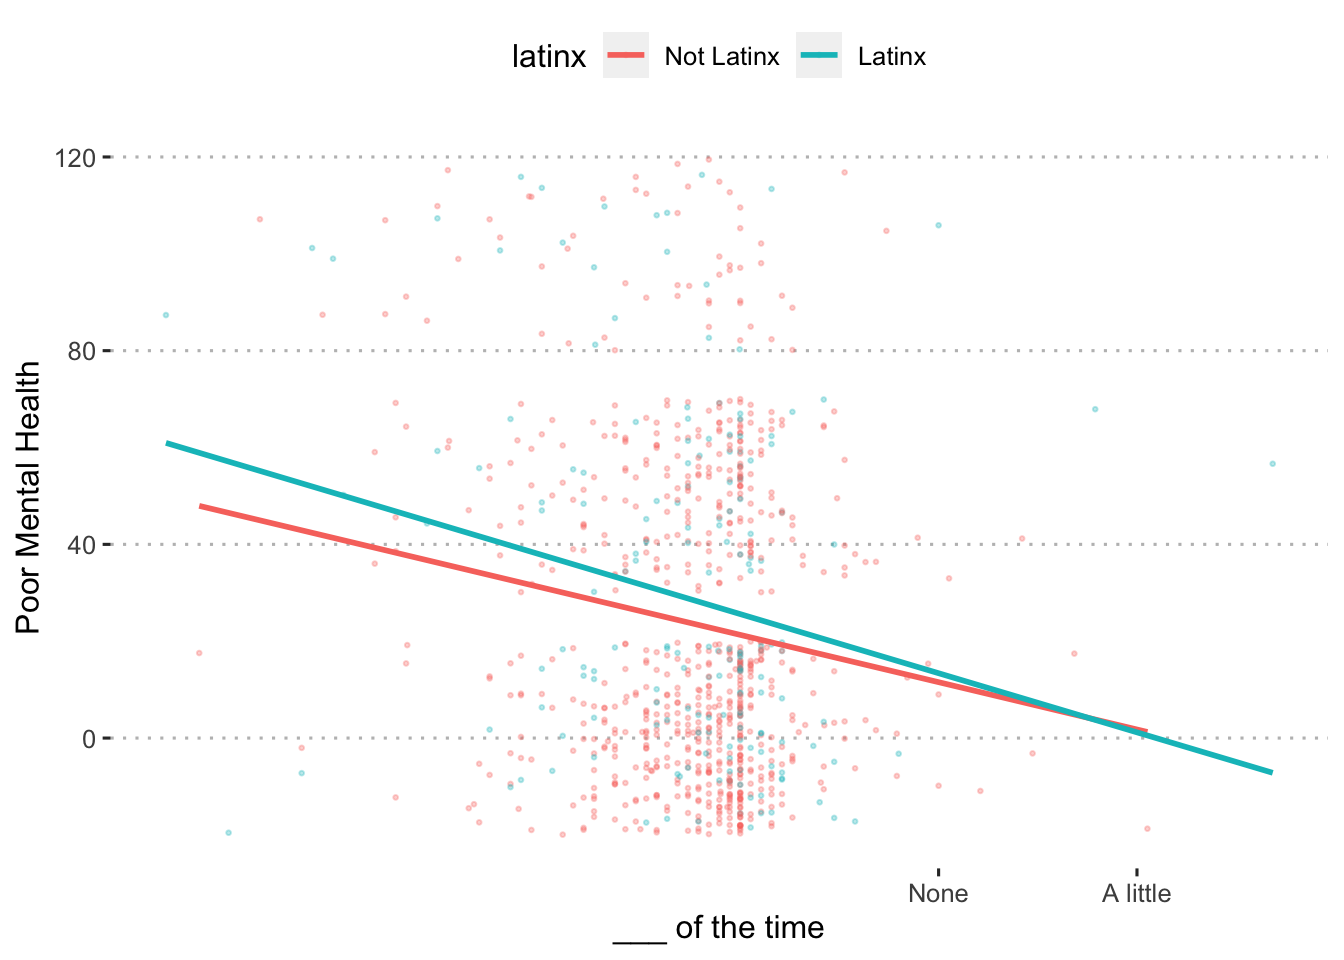 latinx Not Latinx Latinx
120
80
40
0
Poor Mental Health
None A little
___ of the time